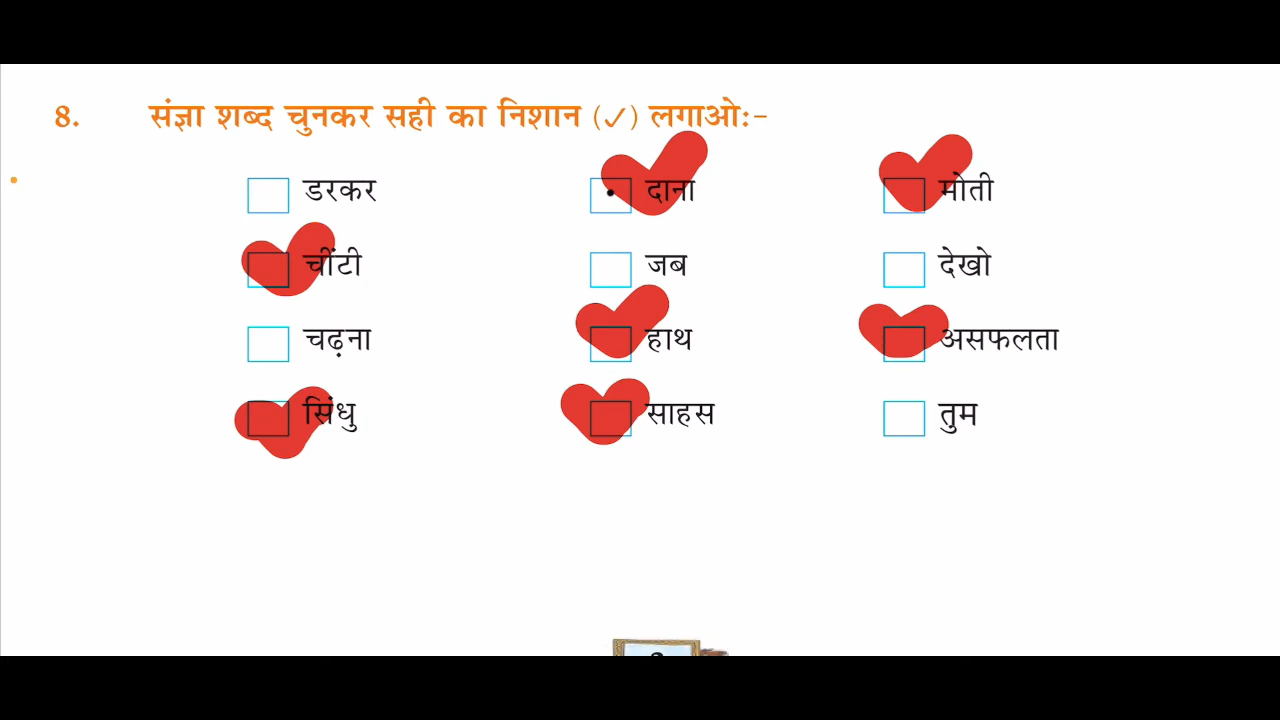 8. संज्ञा शब्द चुनकर सही का निशान (✓) लगाओः-
डरकर दाना मोती
चींटी जब देखो
चढ़ना हाथ असफलता
सिंधु साहस तुम